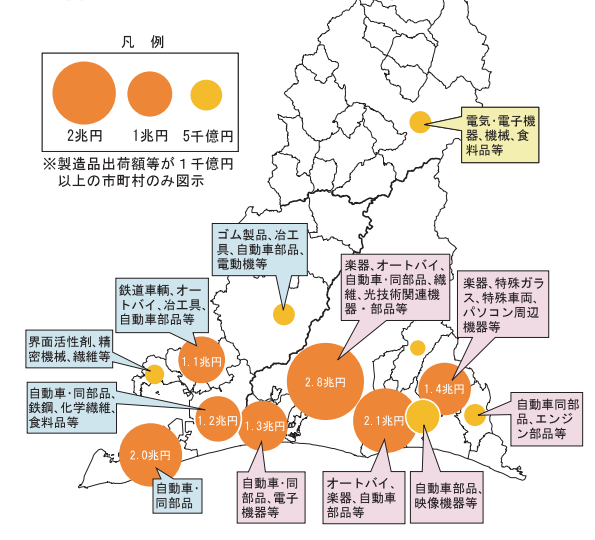 凡 例
2兆円
1兆円
5千億円
※製造品出荷額等が１千億円
以上の市町村のみ図示
電気・電子機
器、機械、食
料品等
ゴム製品、冶工
具、自動車部品、
電動機等
楽器、オートバイ、
自動車・同部品、繊
維、光技術関連機
器・部品等
楽器、特殊ガラ
ス、特殊車両、
パソコン周辺
機器等
鉄道車輌、オー
トバイ、冶工具、
自動車部品等
界面活性剤、精
密機械、繊維等
自動車・同部品、
鉄鋼、化学繊維、
食料品等
1.1兆円
2.8兆円
1.4兆円
1.2兆円
1.3兆円
2.1兆円
2.0兆円
自動車同部
品、エンジ
ン部品等
自動車・
同部品
自動車・同
部品、電子
機器等
オートバイ、
楽器、自動車
部品等
自動車部品、
映像機器等